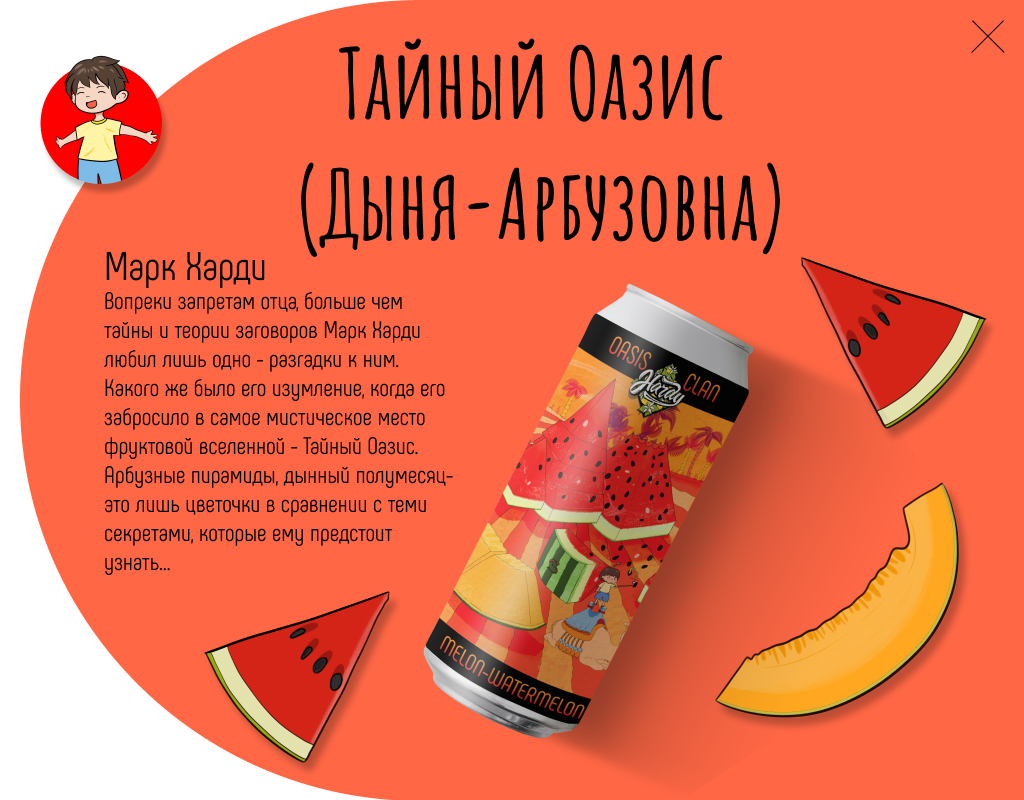 Тайный Оазис
(Дыня-Арбузовна)
Марк Харди
Вопреки запретам отца, больше чем
тайны и теории заговоров Марк Харди
любил лишь одно - разгадки к ним.
Какого же было его изумление, когда его
забросило в самое мистическое место
фруктовой вселенной - Тайный Оазис.
Арбузные пирамиды, дынный полумесяц-
это лишь цветочки в сравнении с теми
секретами, которые ему предстоит
узнать...
OASIS CLAN
Hardy
MELON-WATERMELON